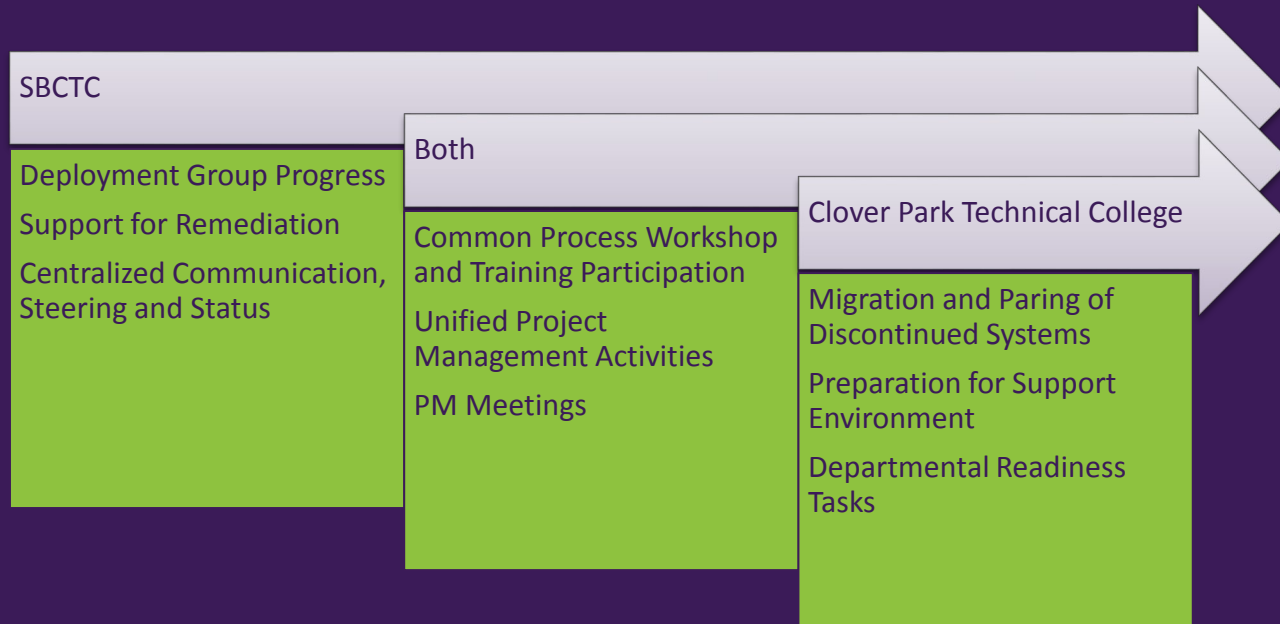 SBCTC
Deployment Group Progress
Support for Remediation
Centralized Communication,
Steering and Status
Both
Common Process Workshop
and Training Participation
Unified Project
Management Activities
PM Meetings
Clover Park Technical College
Migration and Paring of
Discontinued Systems
Preparation for Support
Environment
Departmental Readiness
Tasks